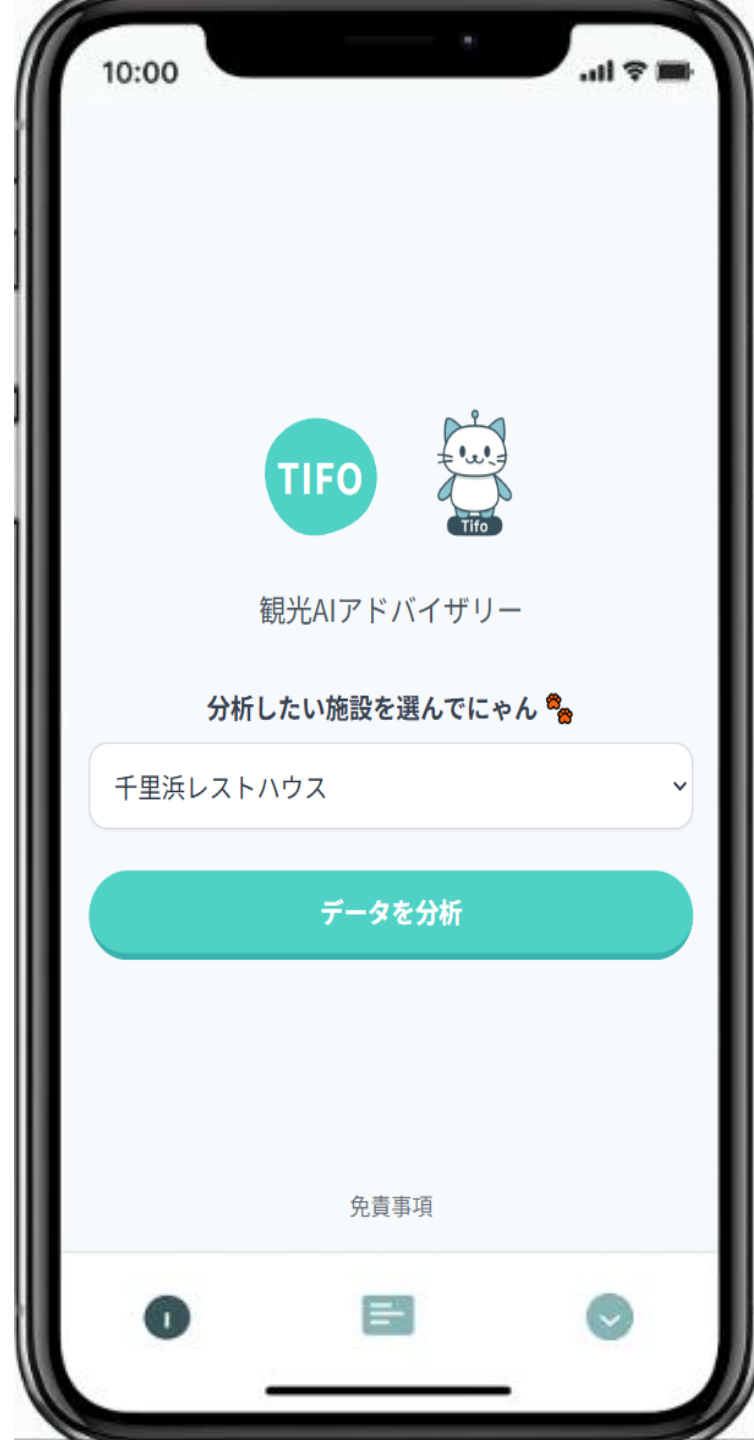 10:00
TIFO
Tifo
観光AIアドバイザリー
分析したい施設を選んでにゃん 🐾
千里浜レストハウス
データを分析
免責事項